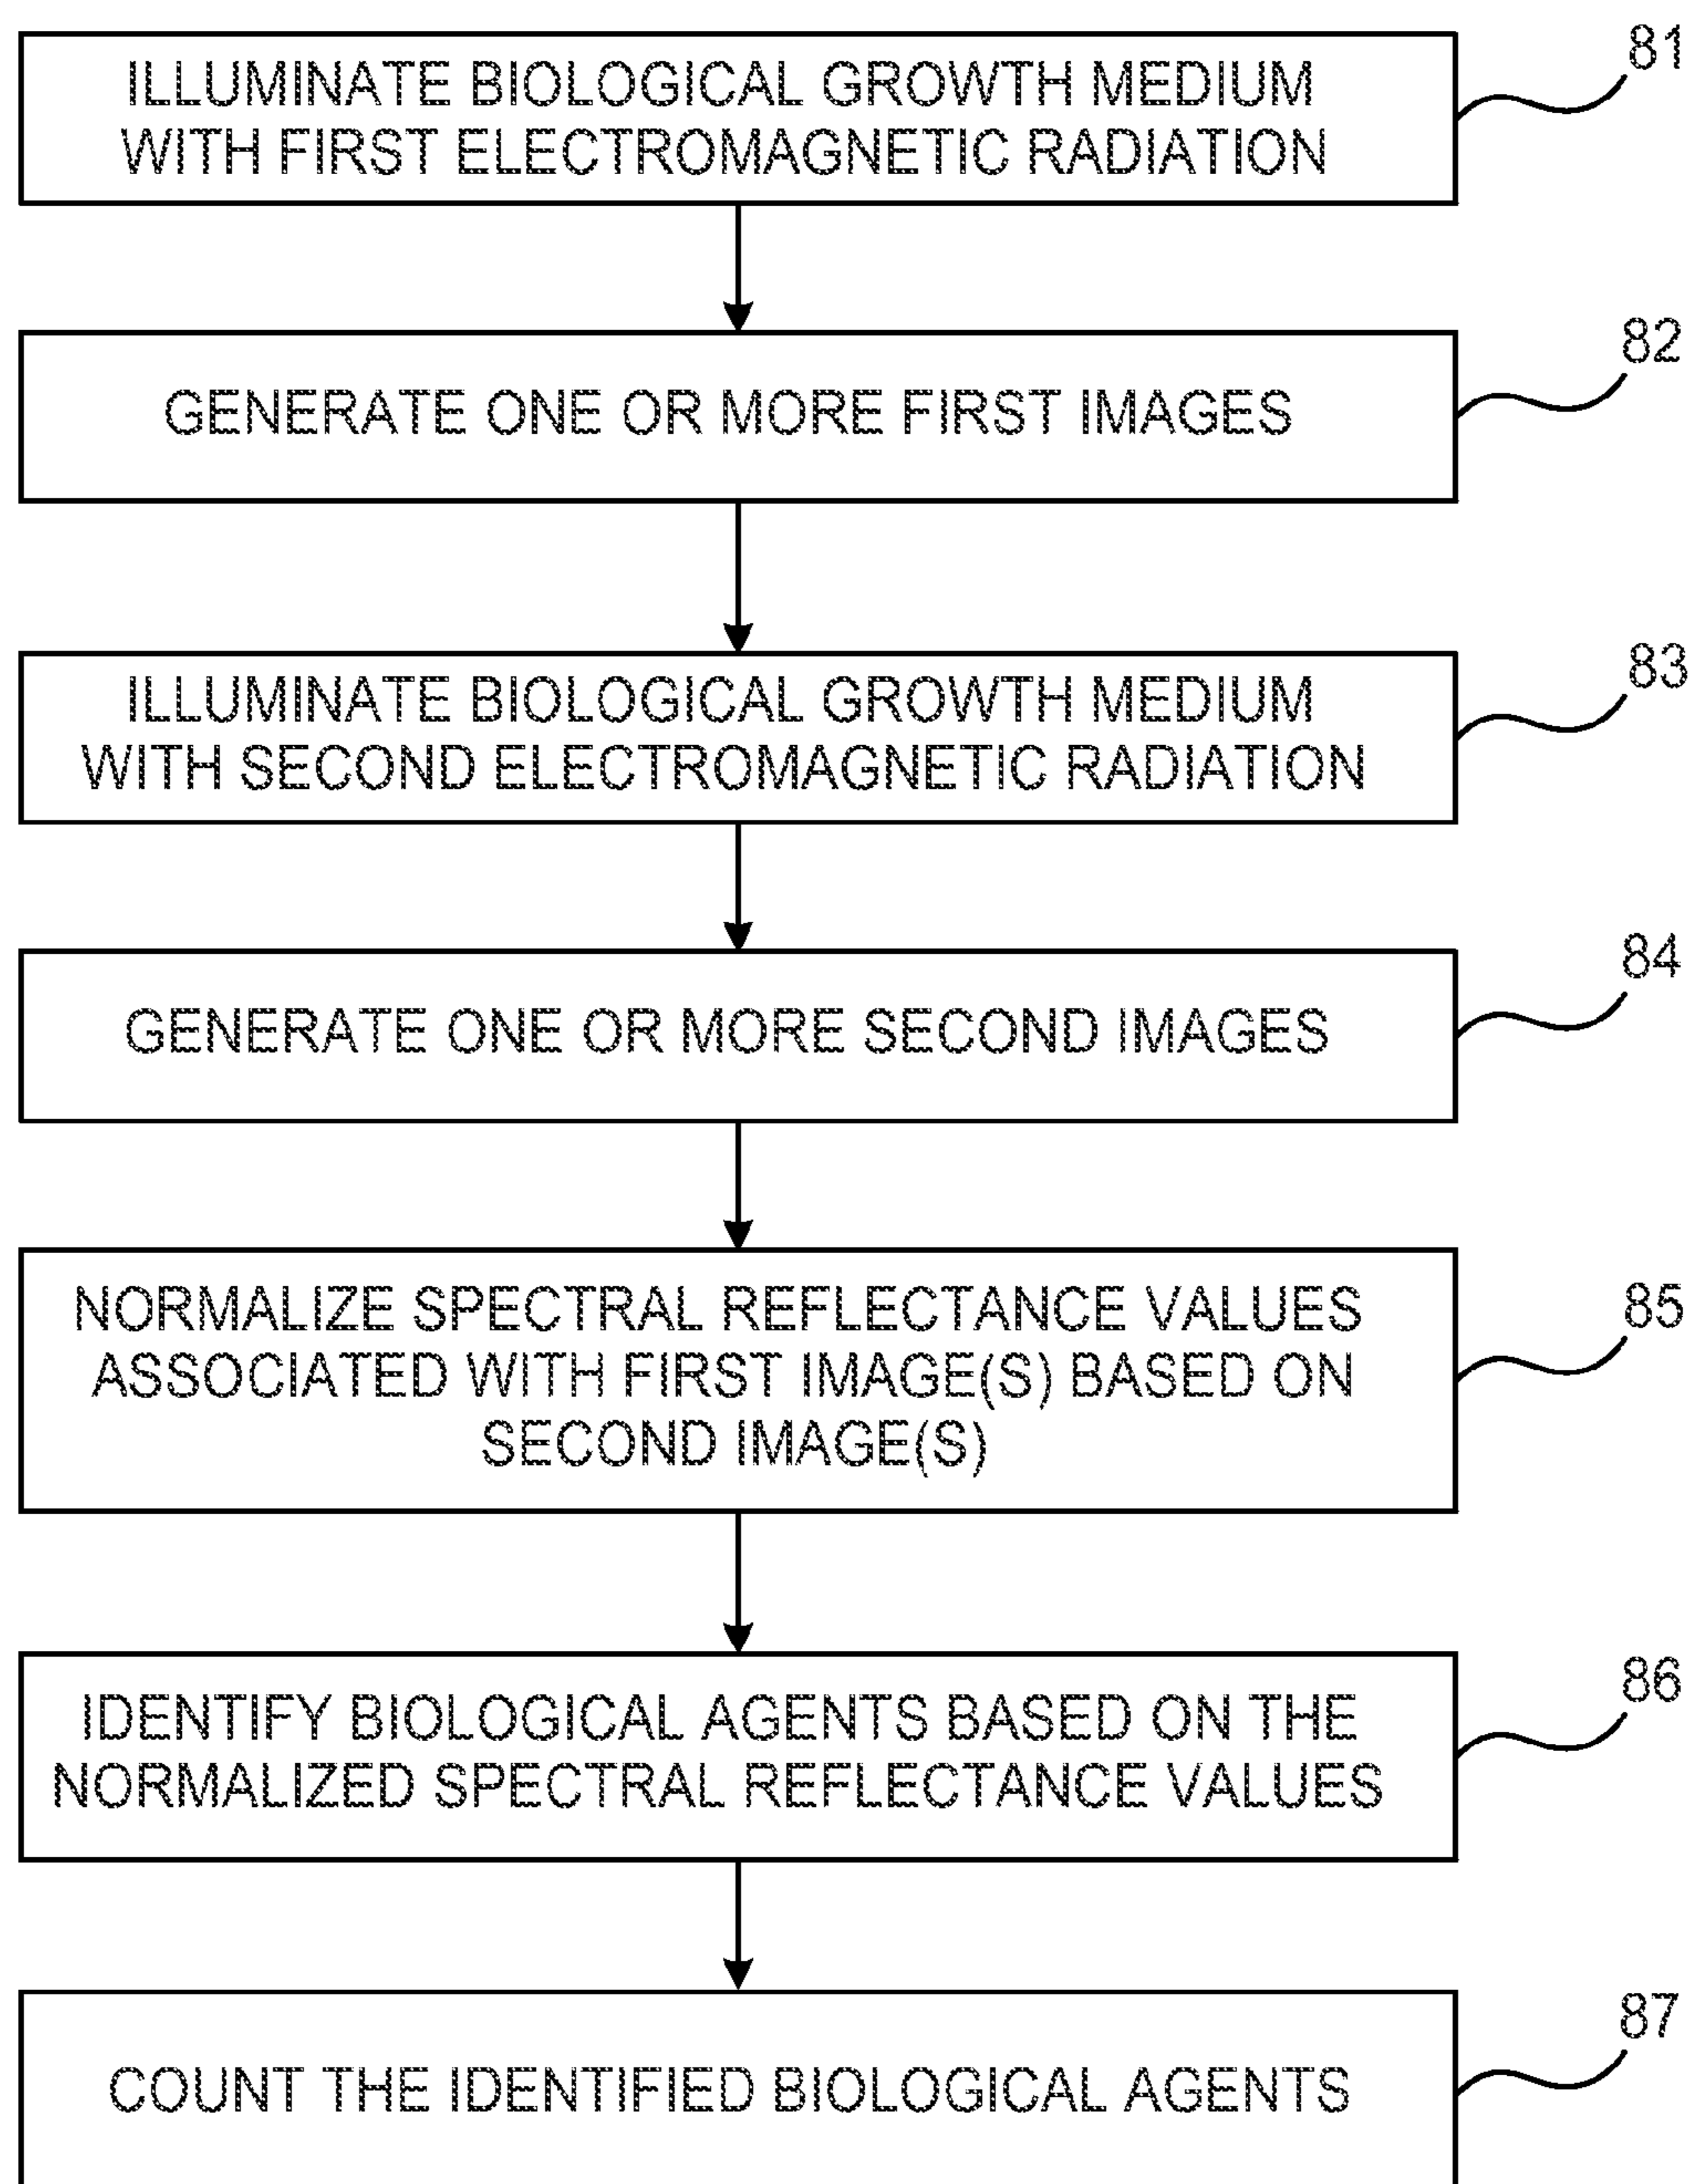 81
ILLUMINATE BIOLOGICAL GROWTH MEDIUM
WITH FIRST ELECTROMAGNETIC RADIATION
82
GENERATE ONE OR MORE FIRST IMAGES
83
ILLUMINATE BIOLOGICAL GROWTH MEDIUM
WITH SECOND ELECTROMAGNETIC RADIATION
84
GENERATE ONE OR MORE SECOND IMAGES
85
NORMALIZE SPECTRAL REFLECTANCE VALUES
ASSOCIATED WITH FIRST IMAGE(S) BASED ON
SECOND IMAGE(S)
86
IDENTIFY BIOLOGICAL AGENTS BASED ON THE
NORMALIZED SPECTRAL REFLECTANCE VALUES
87
COUNT THE IDENTIFIED BIOLOGICAL AGENTS